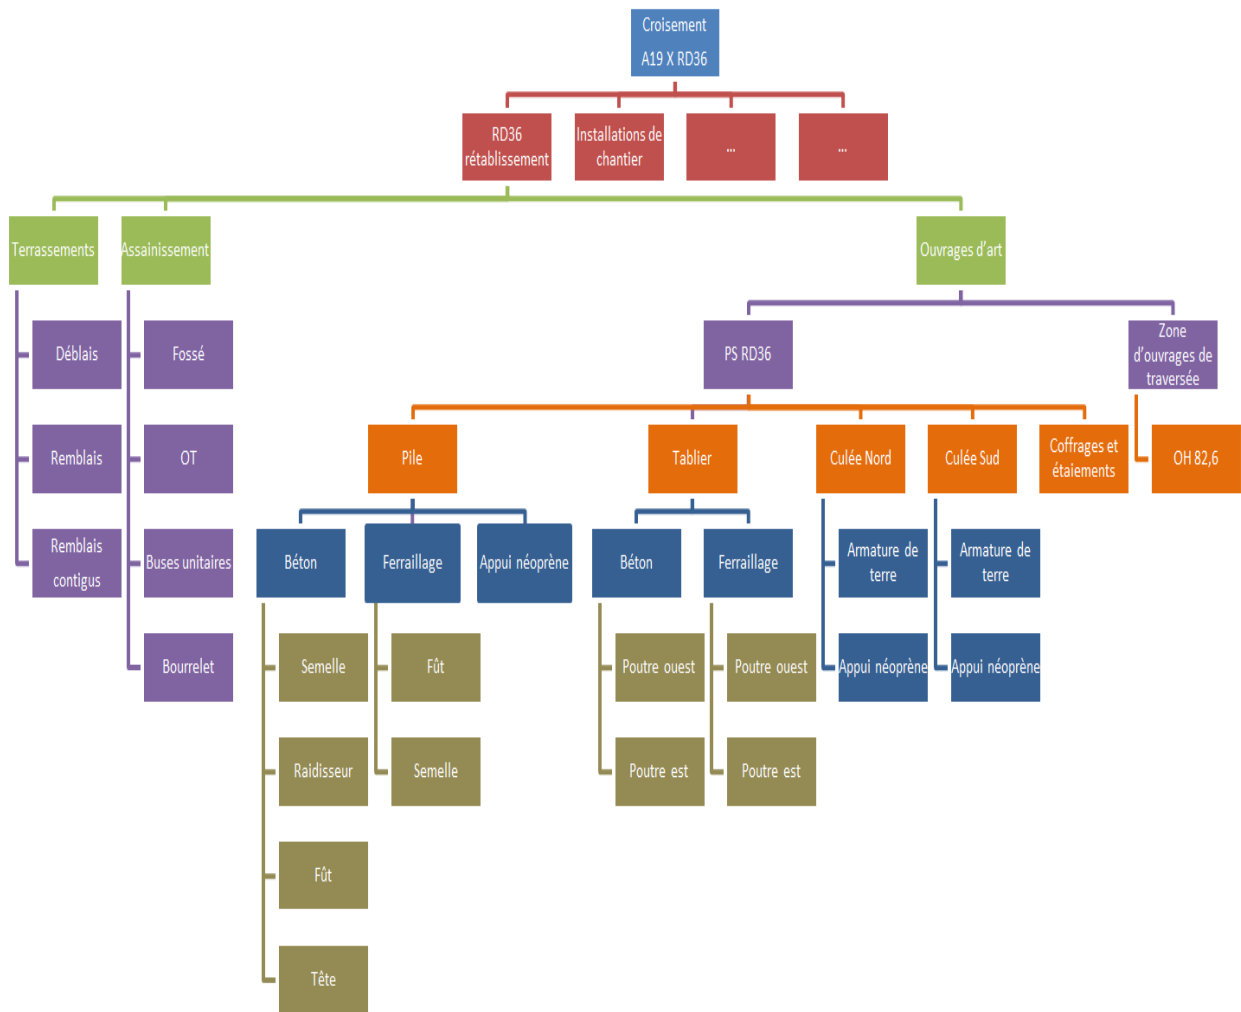 Croisement
A19 X RD36
RD36
rétablissement
Installations de
chantier
...
...
Terrassements
Assainissement
Ouvrages d'art
Déblais
Fossé
PS RD36
Zone
d'ouvrages de
traversée
Remblais
OT
Pile
Tablier
Culée Nord
Culée Sud
Coffrages et
étaiements
OH 82,6
Remblais
contigus
Buses unitaires
Béton
Ferraillage
Appui néoprène
Béton
Ferraillage
Armature de
terre
Armature de
terre
Bourrelet
Semelle
Fût
Poutre ouest
Poutre ouest
Appui néoprène
Appui néoprène
Raidisseur
Semelle
Poutre est
Poutre est
Fût
Tête